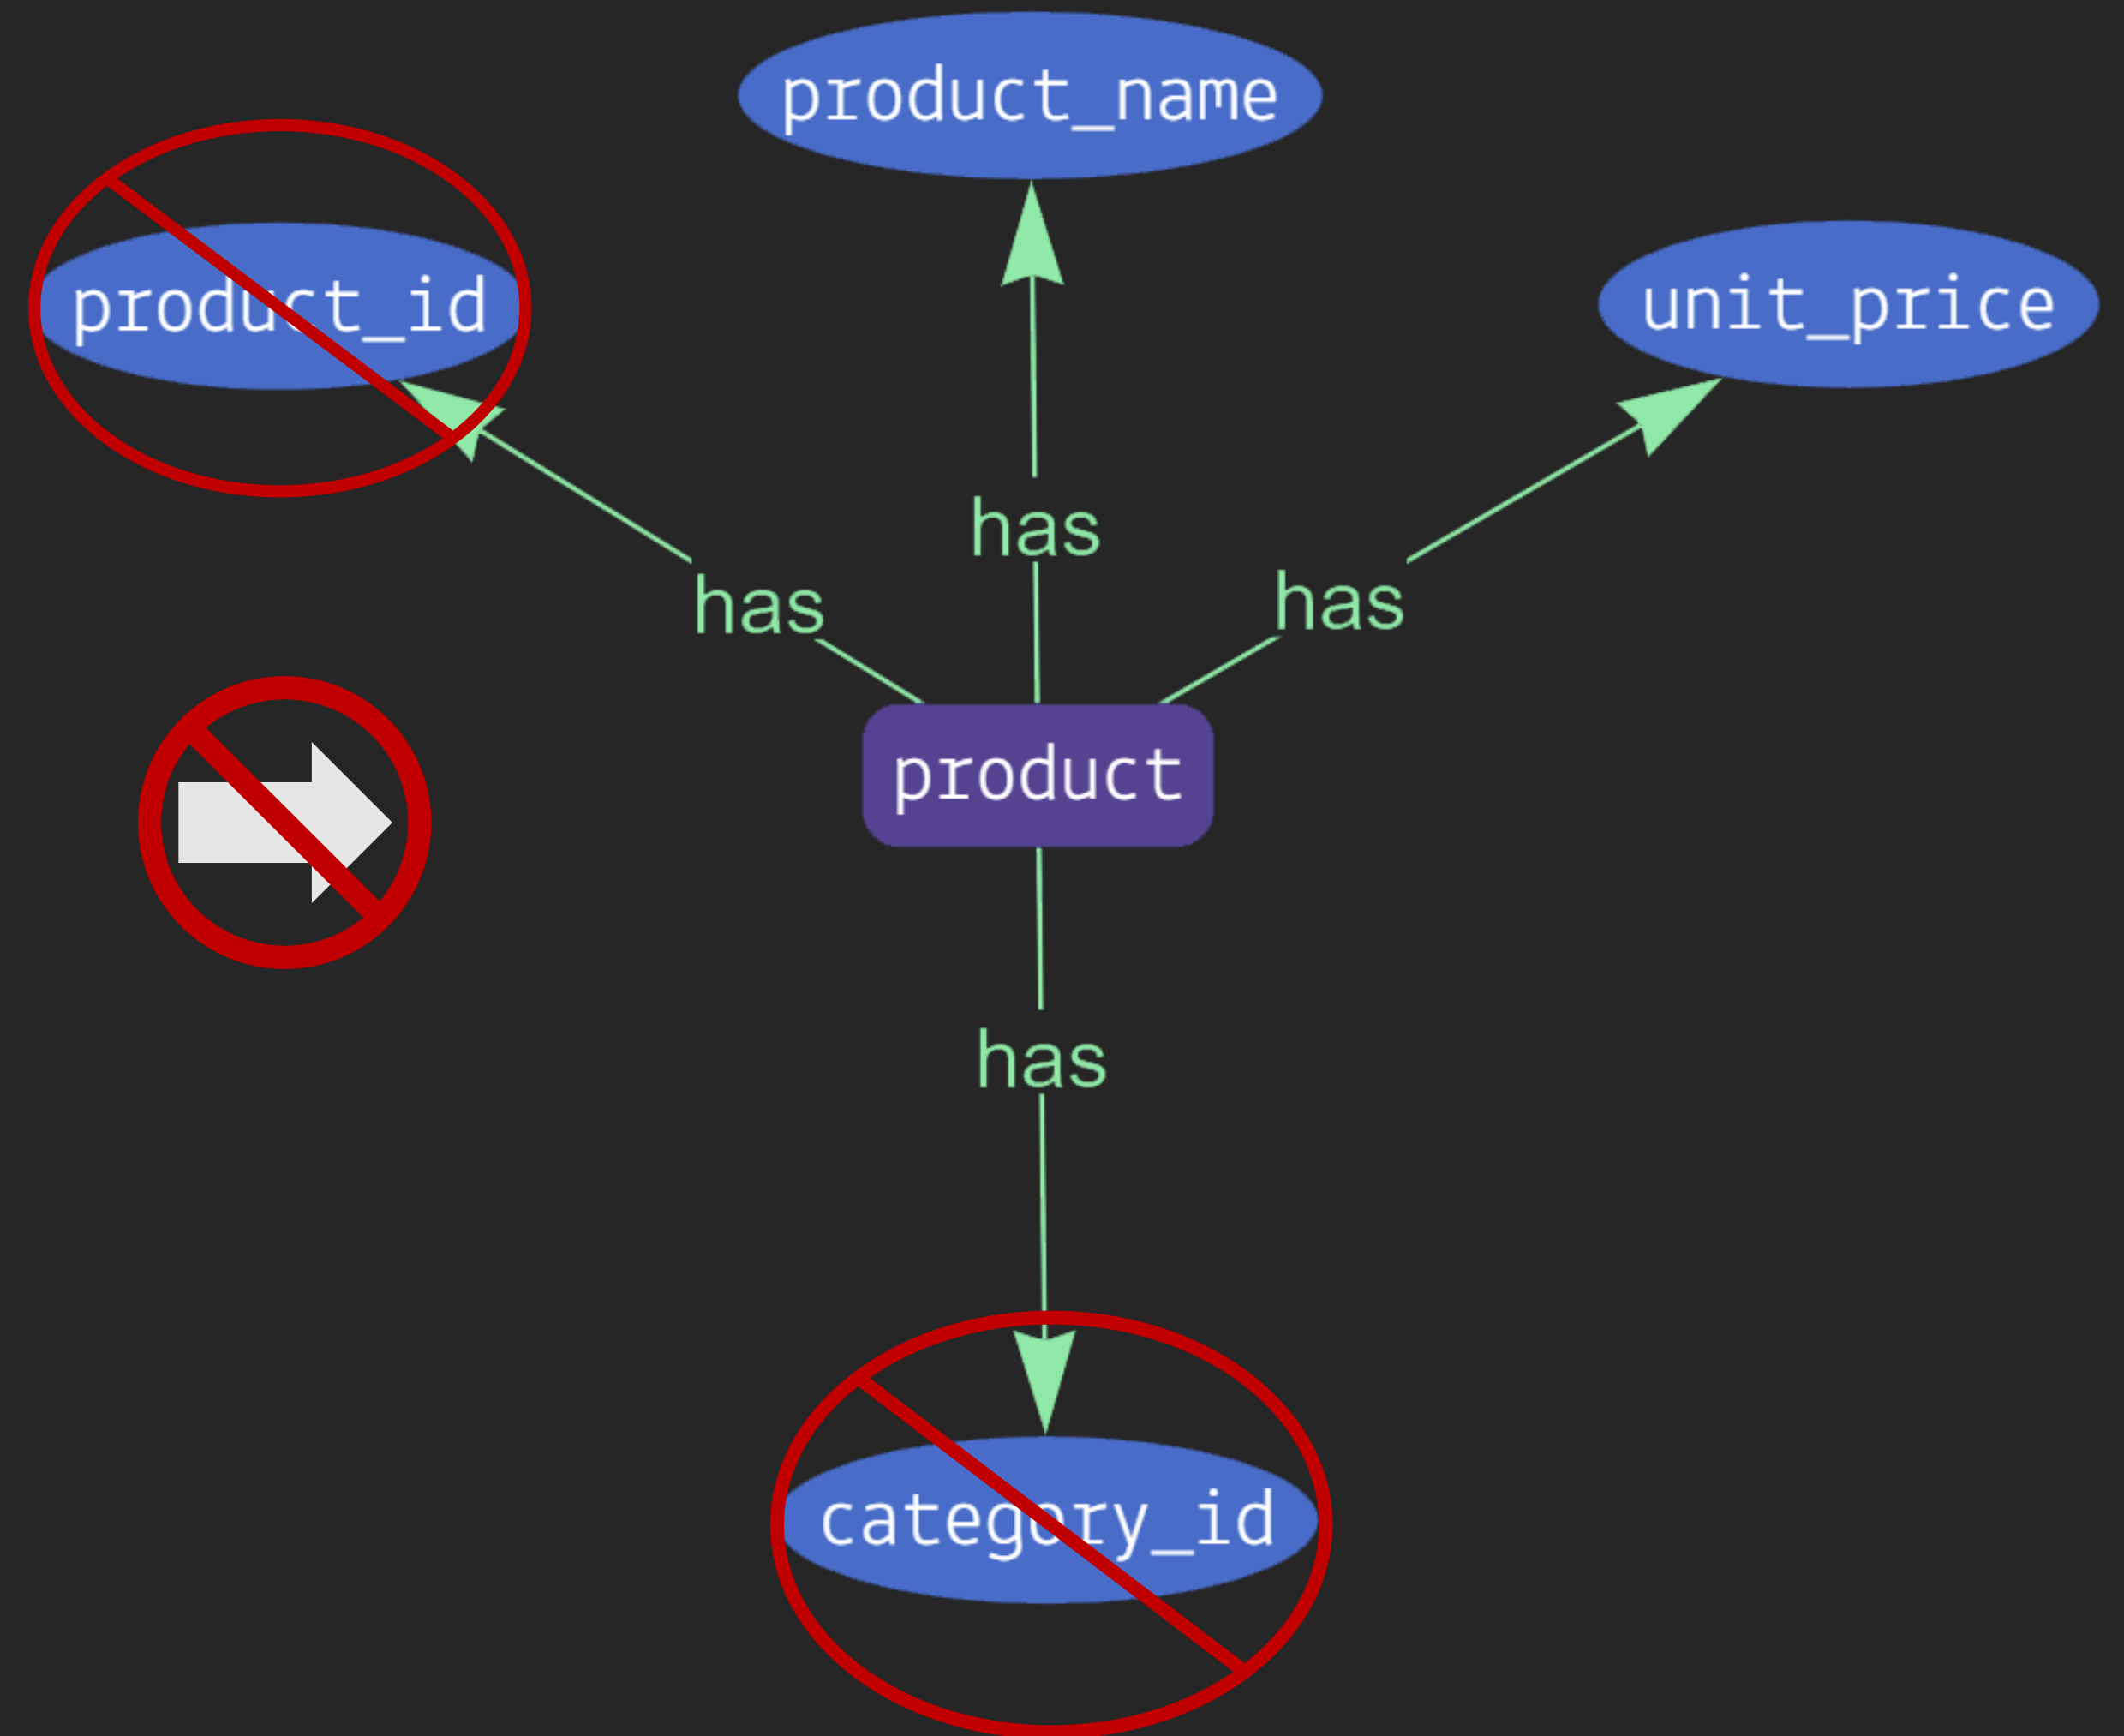 product_name
product_id
unit_price
has
has
has
product
has
category_id